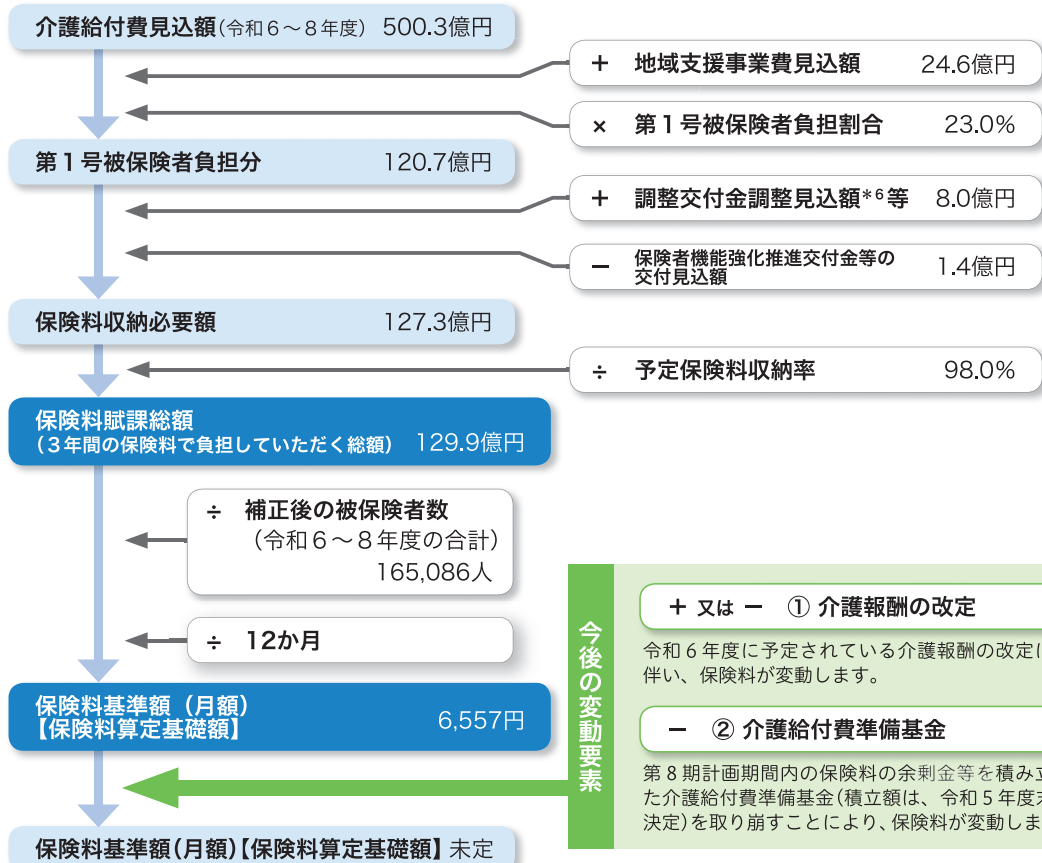 介護給付費見込額(令和6～8年度) 500.3億円
＋ 地域支援事業費見込額 24.6億円
× 第1号被保険者負担割合 23.0%
第1号被保険者負担分 120.7億円
＋ 調整交付金調整見込額*6等 8.0億円
－ 保険者機能強化推進交付金等の
交付見込額 1.4億円
保険料収納必要額 127.3億円
÷ 予定保険料収納率 98.0%
保険料賦課総額
(3年間の保険料で負担していただく総額) 129.9億円
÷ 補正後の被保険者数
(令和6～8年度の合計)
165,086人
÷ 12か月
保険料基準額(月額)
【保険料算定基礎額】 6,557円
今後の変動要素
＋ 又は － ① 介護報酬の改定
令和6年度に予定されている介護報酬の改定に
伴い、保険料が変動します。
－ ② 介護給付費準備基金
第8期計画期間内の保険料の余剰金等を積み立
た介護給付費準備基金(積立額は、令和5年度末
決定)を取り崩すことにより、保険料が変動しま
保険料基準額(月額)【保険料算定基礎額】 未定